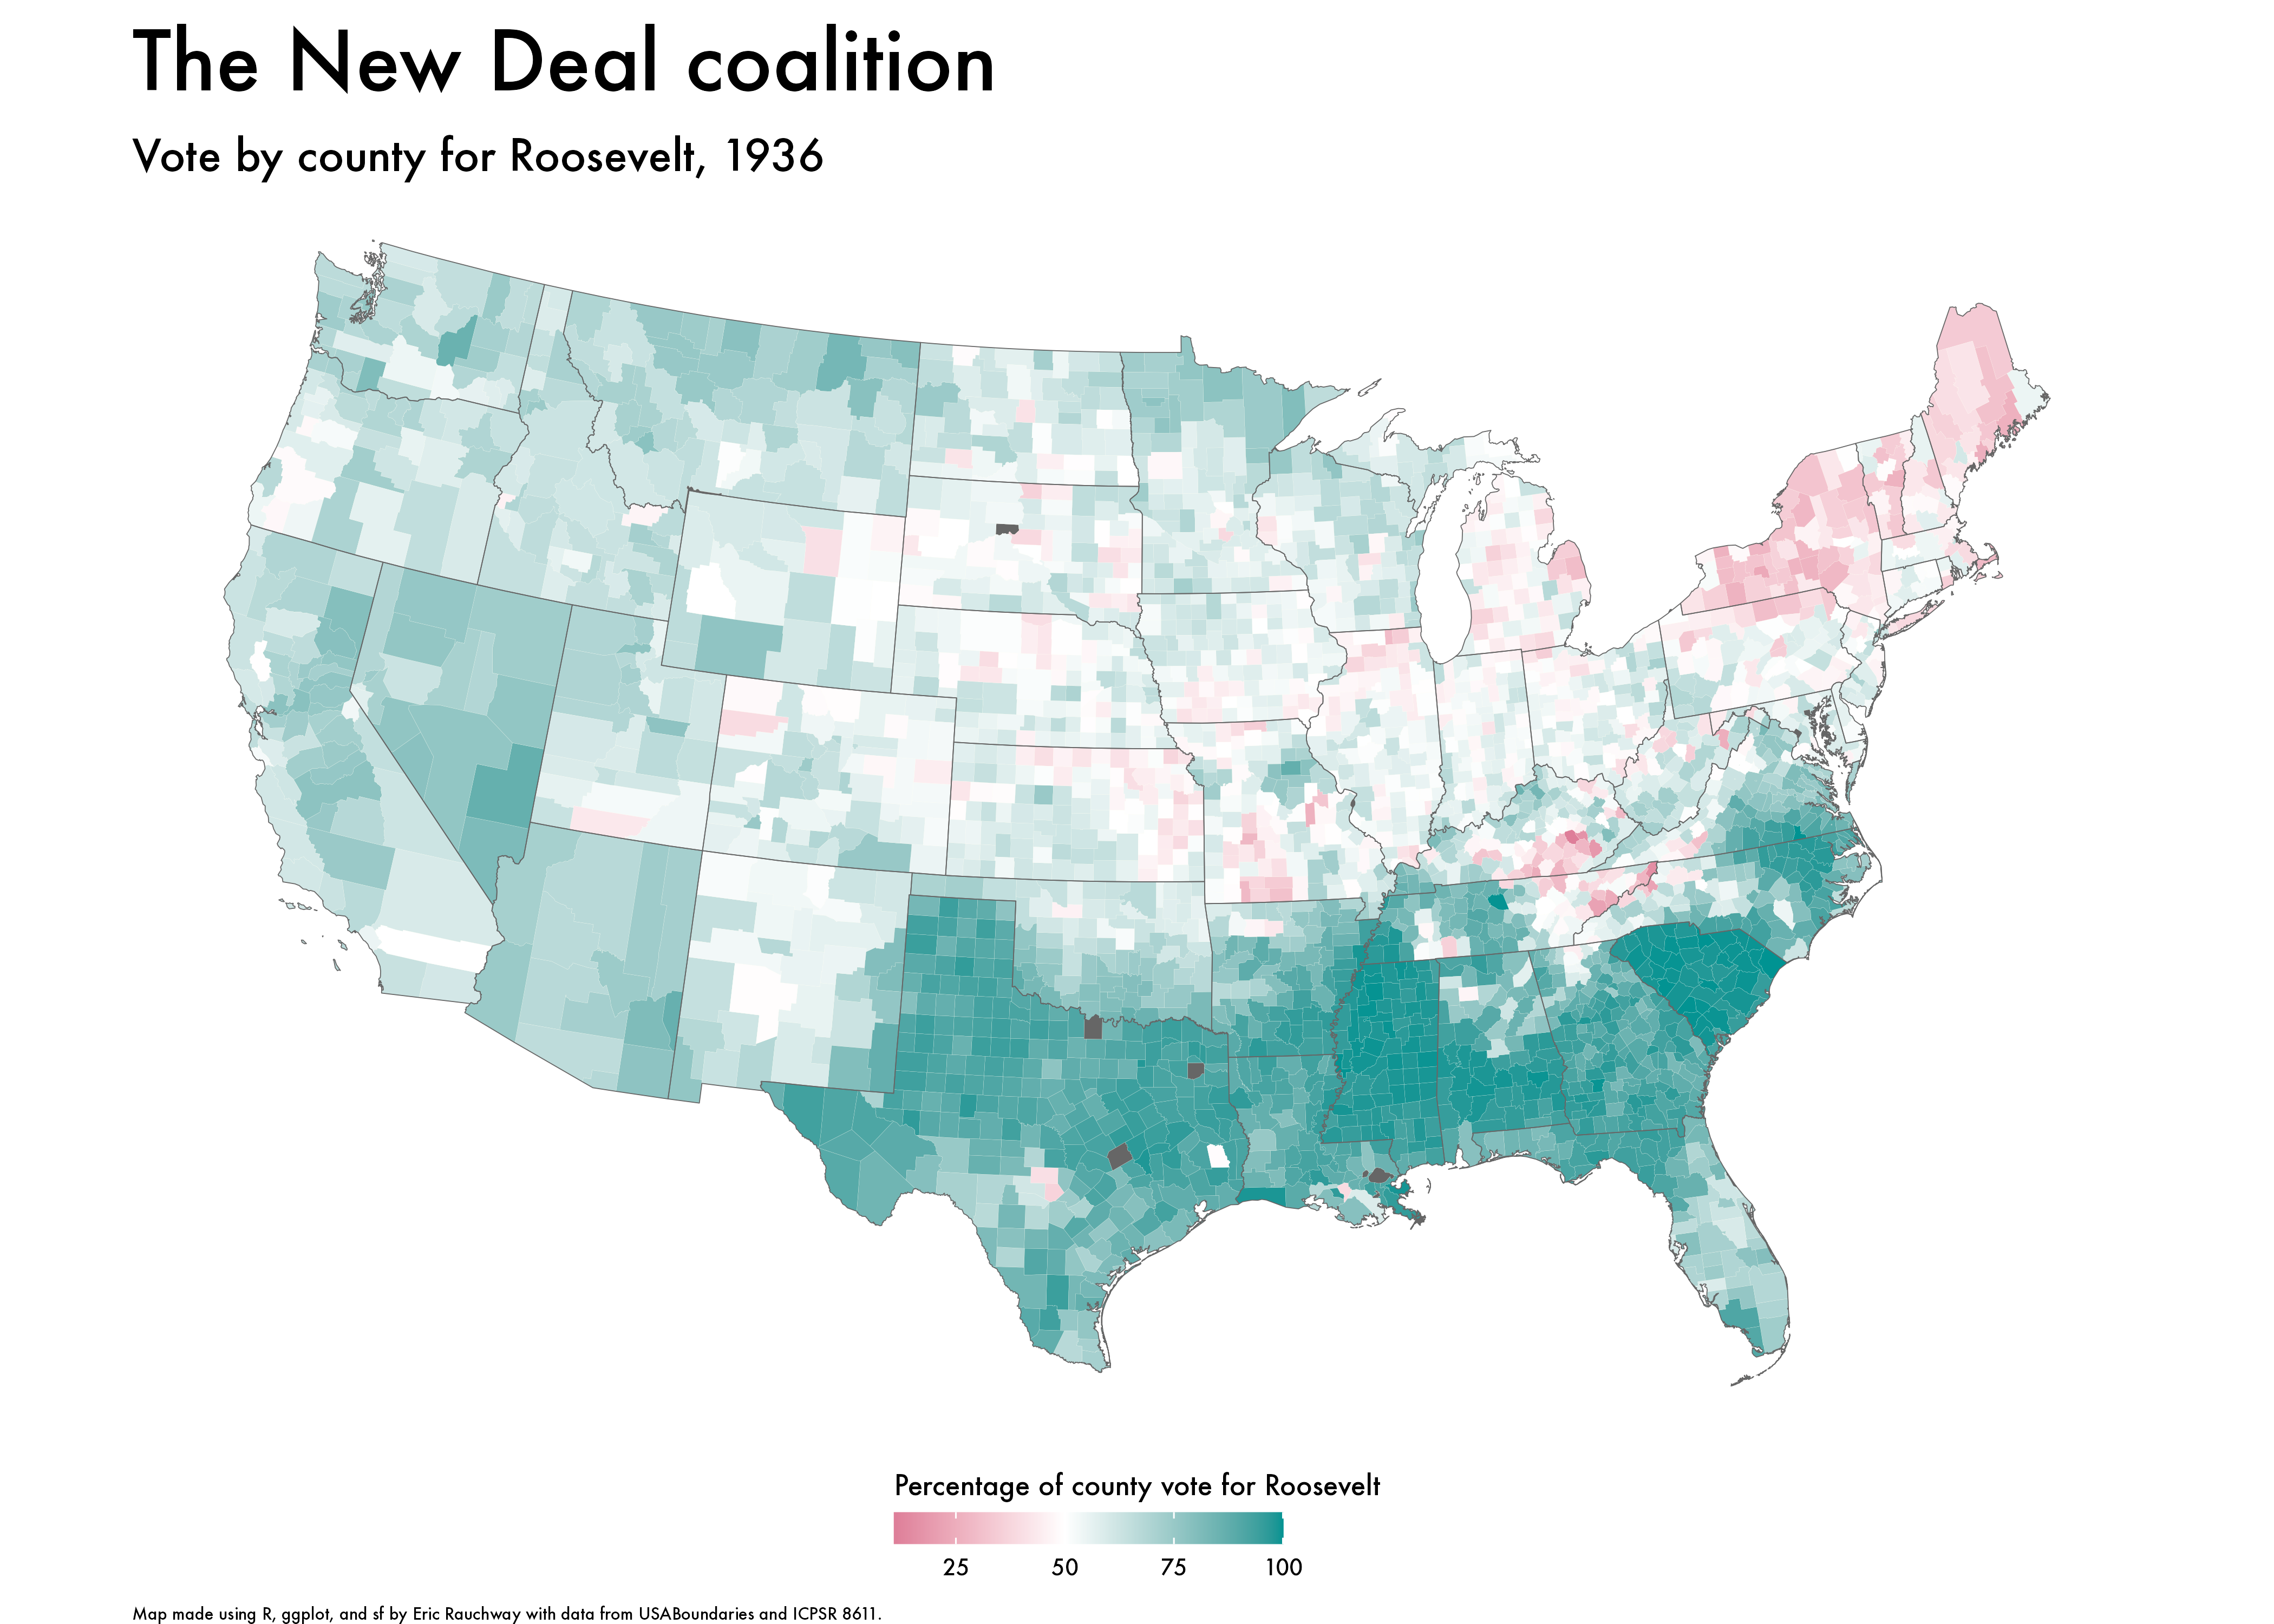 The New Deal coalition
Vote by county for Roosevelt, 1936
Percentage of county vote for Roosevelt
25 50 75 100
Map made using R, ggplot, and sf by Eric Rauchway with data from USABoundaries and ICPSR 8611.